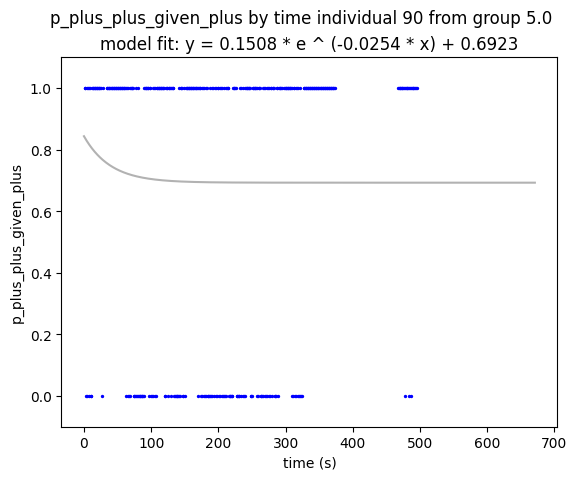 p_plus_plus_given_plus by time individual 90 from group 5.0
model fit: y = 0.1508 * e ^ (-0.0254 * x) + 0.6923
p_plus_plus_given_plus
1.0
0.8
0.6
0.4
0.2
0.0
0 100 200 300 400 500 600 700
time (s)